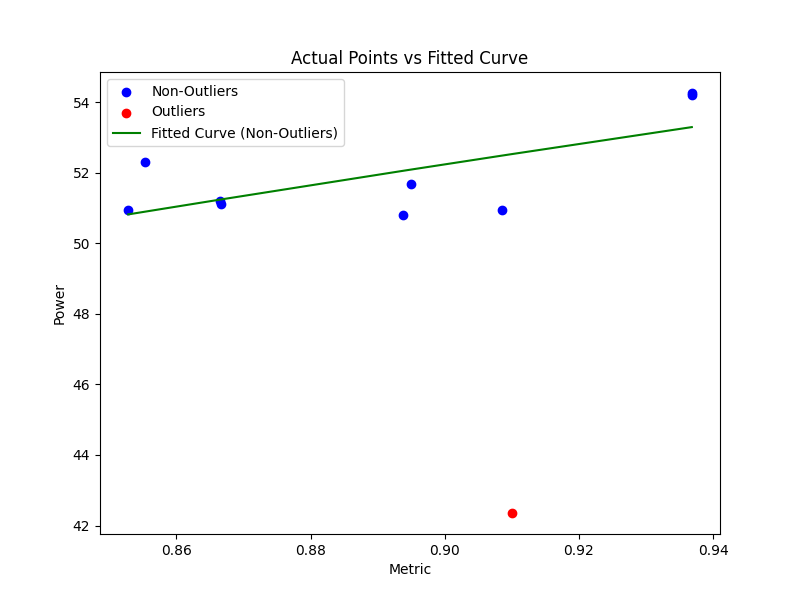 Actual Points vs Fitted Curve
Non-Outliers
Outliers
Fitted Curve (Non-Outliers)
54
52
50
48
46
44
42
Power
0.86 0.88 0.90 0.92 0.94
Metric